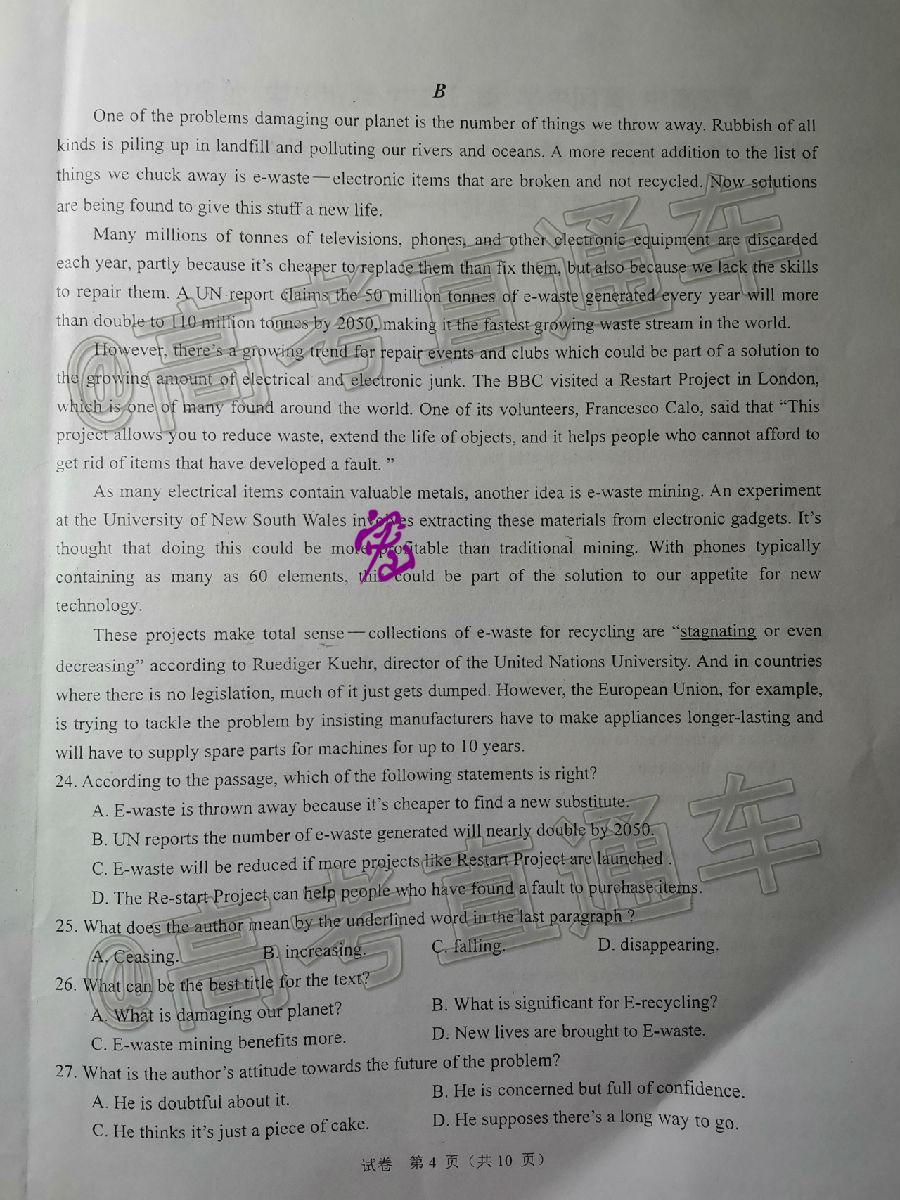 B
One of the problems damaging our planet is the number of things we throw away. Rubbish of all
kinds is piling up in landfill and polluting our rivers and oceans. A more recent addition to the list of
things we chuck away is e-waste—electronic items that are broken and not recycled. Now solutions
are being found to give this stuff a new life.
Many millions of tonnes of televisions, phones, and other electronic equipment are discarded
each year, partly because it's cheaper to replace them than fix them, but also because we lack the skills
to repair them. A UN report claims the 50 million tonnes of e-waste generated every year will more
than double to 110 million tonnes by 2050, making it the fastest growing waste stream in the world.
However, there's a growing trend for repair events and clubs which could be part of a solution to
the growing amount of electrical and electronic junk. The BBC visited a Restart Project in London,
which is one of many found around the world. One of its volunteers, Francesco Calo, said that “This
project allows you to reduce waste, extend the life of objects, and it helps people who cannot afford to
get rid of items that have developed a fault. ”
As many electrical items contain valuable metals, another idea is e-waste mining. An experiment
at the University of New South Wales involves extracting these materials from electronic gadgets. It's
thought that doing this could be more profitable than traditional mining. With phones typically
containing as many as 60 elements, this could be part of the solution to our appetite for new
technology.
These projects make total sense—collections of e-waste for recycling are “stagnating or even
decreasing” according to Ruediger Kuehr, director of the United Nations University. And in countries
where there is no legislation, much of it just gets dumped. However, the European Union, for example,
is trying to tackle the problem by insisting manufacturers have to make appliances longer-lasting and
will have to supply spare parts for machines for up to 10 years.
24. According to the passage, which of the following statements is right?
A. E-waste is thrown away because it's cheaper to find a new substitute.
B. UN reports the number of e-waste generated will nearly double by 2050.
C. E-waste will be reduced if more projects like Restart Project are launched .
D. The Re-start Project can help people who have found a fault to purchase items.
25. What does the author mean by the underlined word in the last paragraph ?
A. Ceasing. B. increasing. C. falling. D. disappearing.
26. What can be the best title for the text?
A. What is damaging our planet? B. What is significant for E-recycling?
C. E-waste mining benefits more. D. New lives are brought to E-waste.
27. What is the author's attitude towards the future of the problem?
A. He is doubtful about it. B. He is concerned but full of confidence.
C. He thinks it's just a piece of cake. D. He supposes there's a long way to go.
试卷 第 4 页（共 10 页）
@高考直通车
@高考直通车